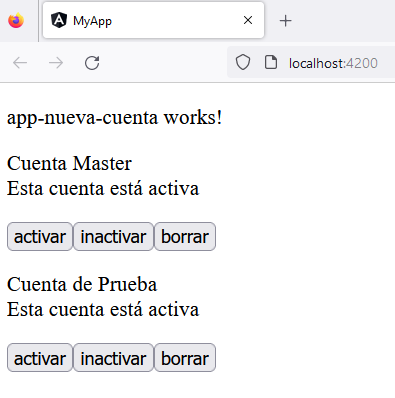 MyApp
localhost:4200
app-nueva-cuenta works!
Cuenta Master
Esta cuenta está activa
activar inactivar borrar
Cuenta de Prueba
Esta cuenta está activa
activar inactivar borrar